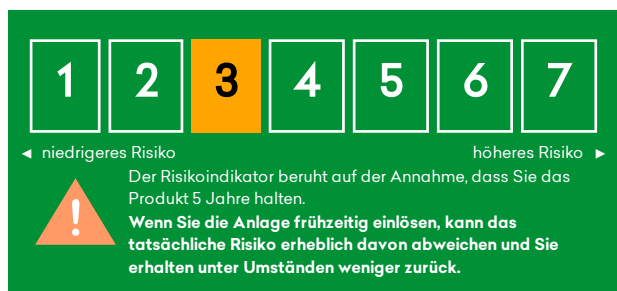 1 2 3 4 5 6 7
◄ niedrigeres Risiko höheres Risiko ►
Der Risikoindikator beruht auf der Annahme, dass Sie das
Produkt 5 Jahre halten.
!
Wenn Sie die Anlage frühzeitig einlösen, kann das
tatsächliche Risiko erheblich davon abweichen und Sie
erhalten unter Umständen weniger zurück.